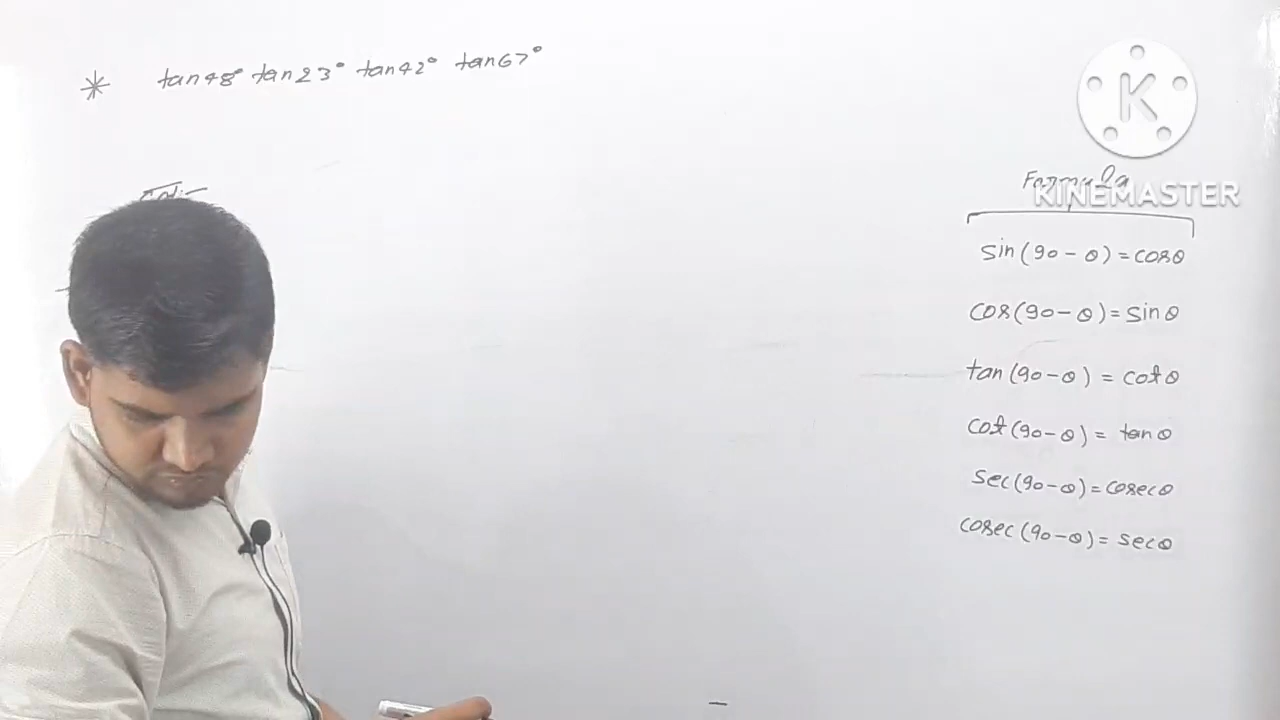 * tan48° tan23° tan42° tan67°
Formula
sin(90-θ)=cosθ
cos(90-θ)=sinθ
tan(90-θ)=cotθ
cot(90-θ)=tanθ
sec(90-θ)=cosecθ
cosec(90-θ)=secθ
K
KINEMASTER